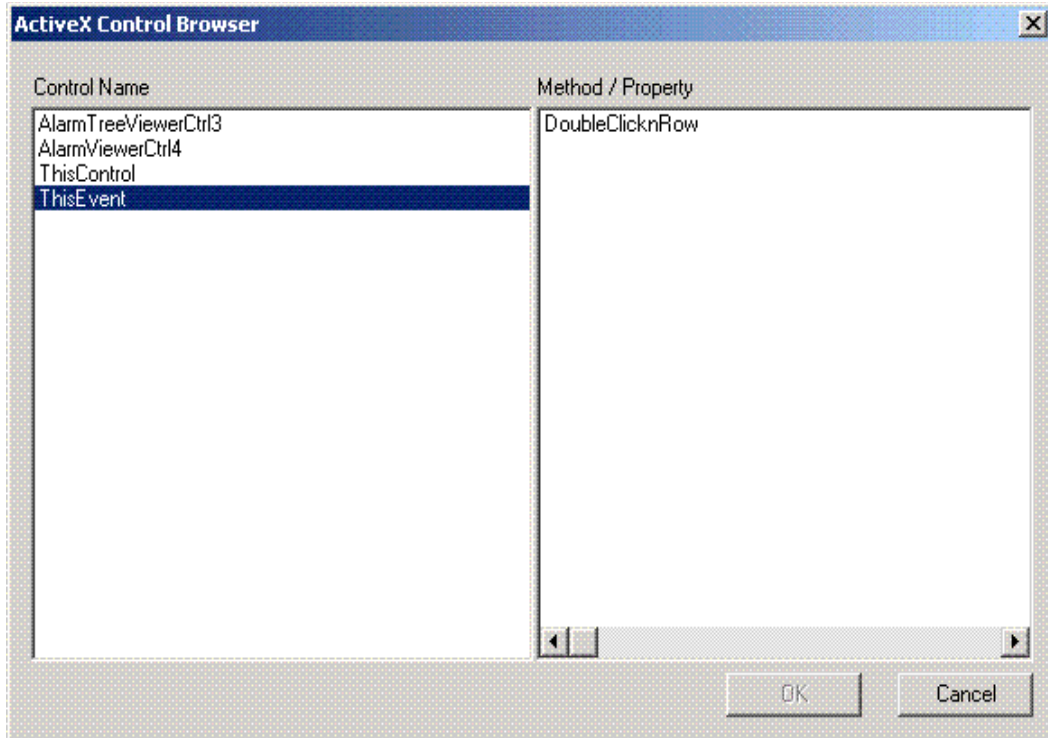 ActiveX Control Browser
Control Name
Method / Property
AlarmTreeViewerCtrl3
AlarmViewerCtrl4
ThisControl
ThisEvent
DoubleClicknRow
OK
Cancel